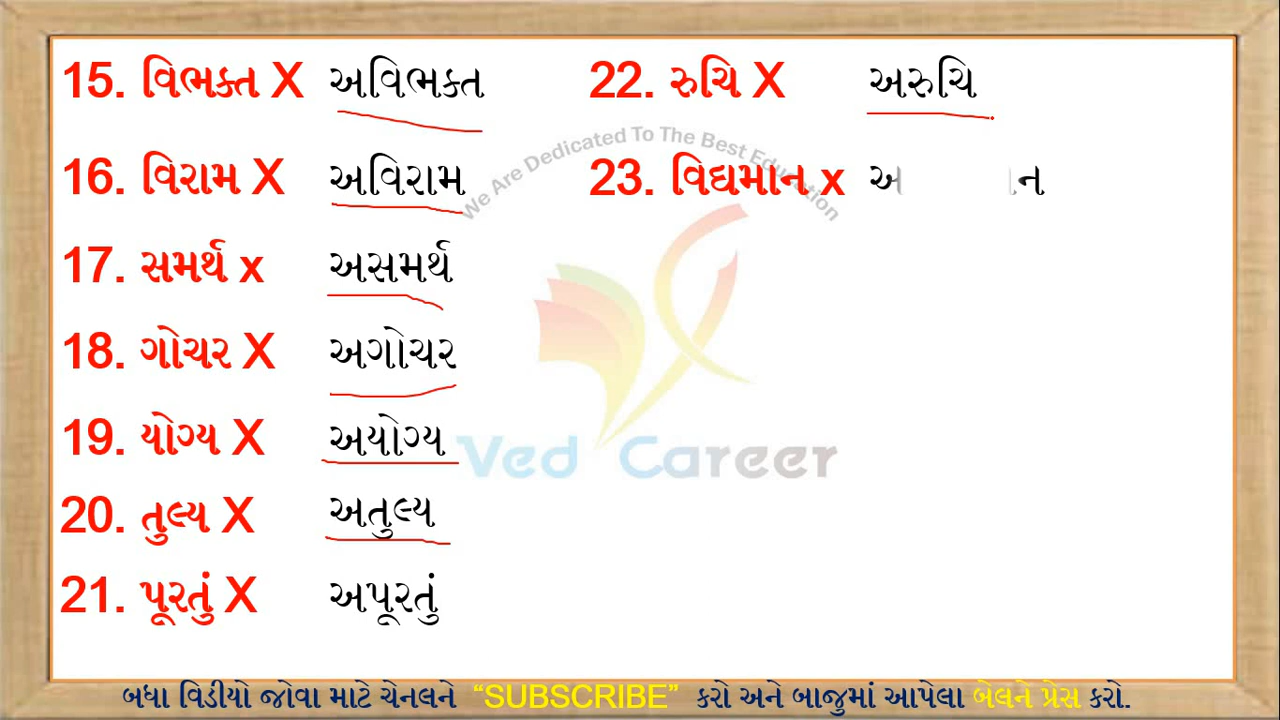 15. વિભક્ત X અવિભક્ત
16. વિરામ X અવિરામ
17. સમર્થ x અસમર્થ
18. ગોચર X અગોચર
19. યોગ્ય X અયોગ્ય
20. તુલ્ય X અતુલ્ય
21. પૂરતું X અપૂરતું
22. રુચિ X અરુચિ
23. વિદ્યમાન x
We Are Dedicated To The Best Education
Ved Career
બધા વિડીયો જોવા માટે ચેનલને “SUBSCRIBE” કરો અને બાજુમાં આપેલા બેલને પ્રેસ કરો.